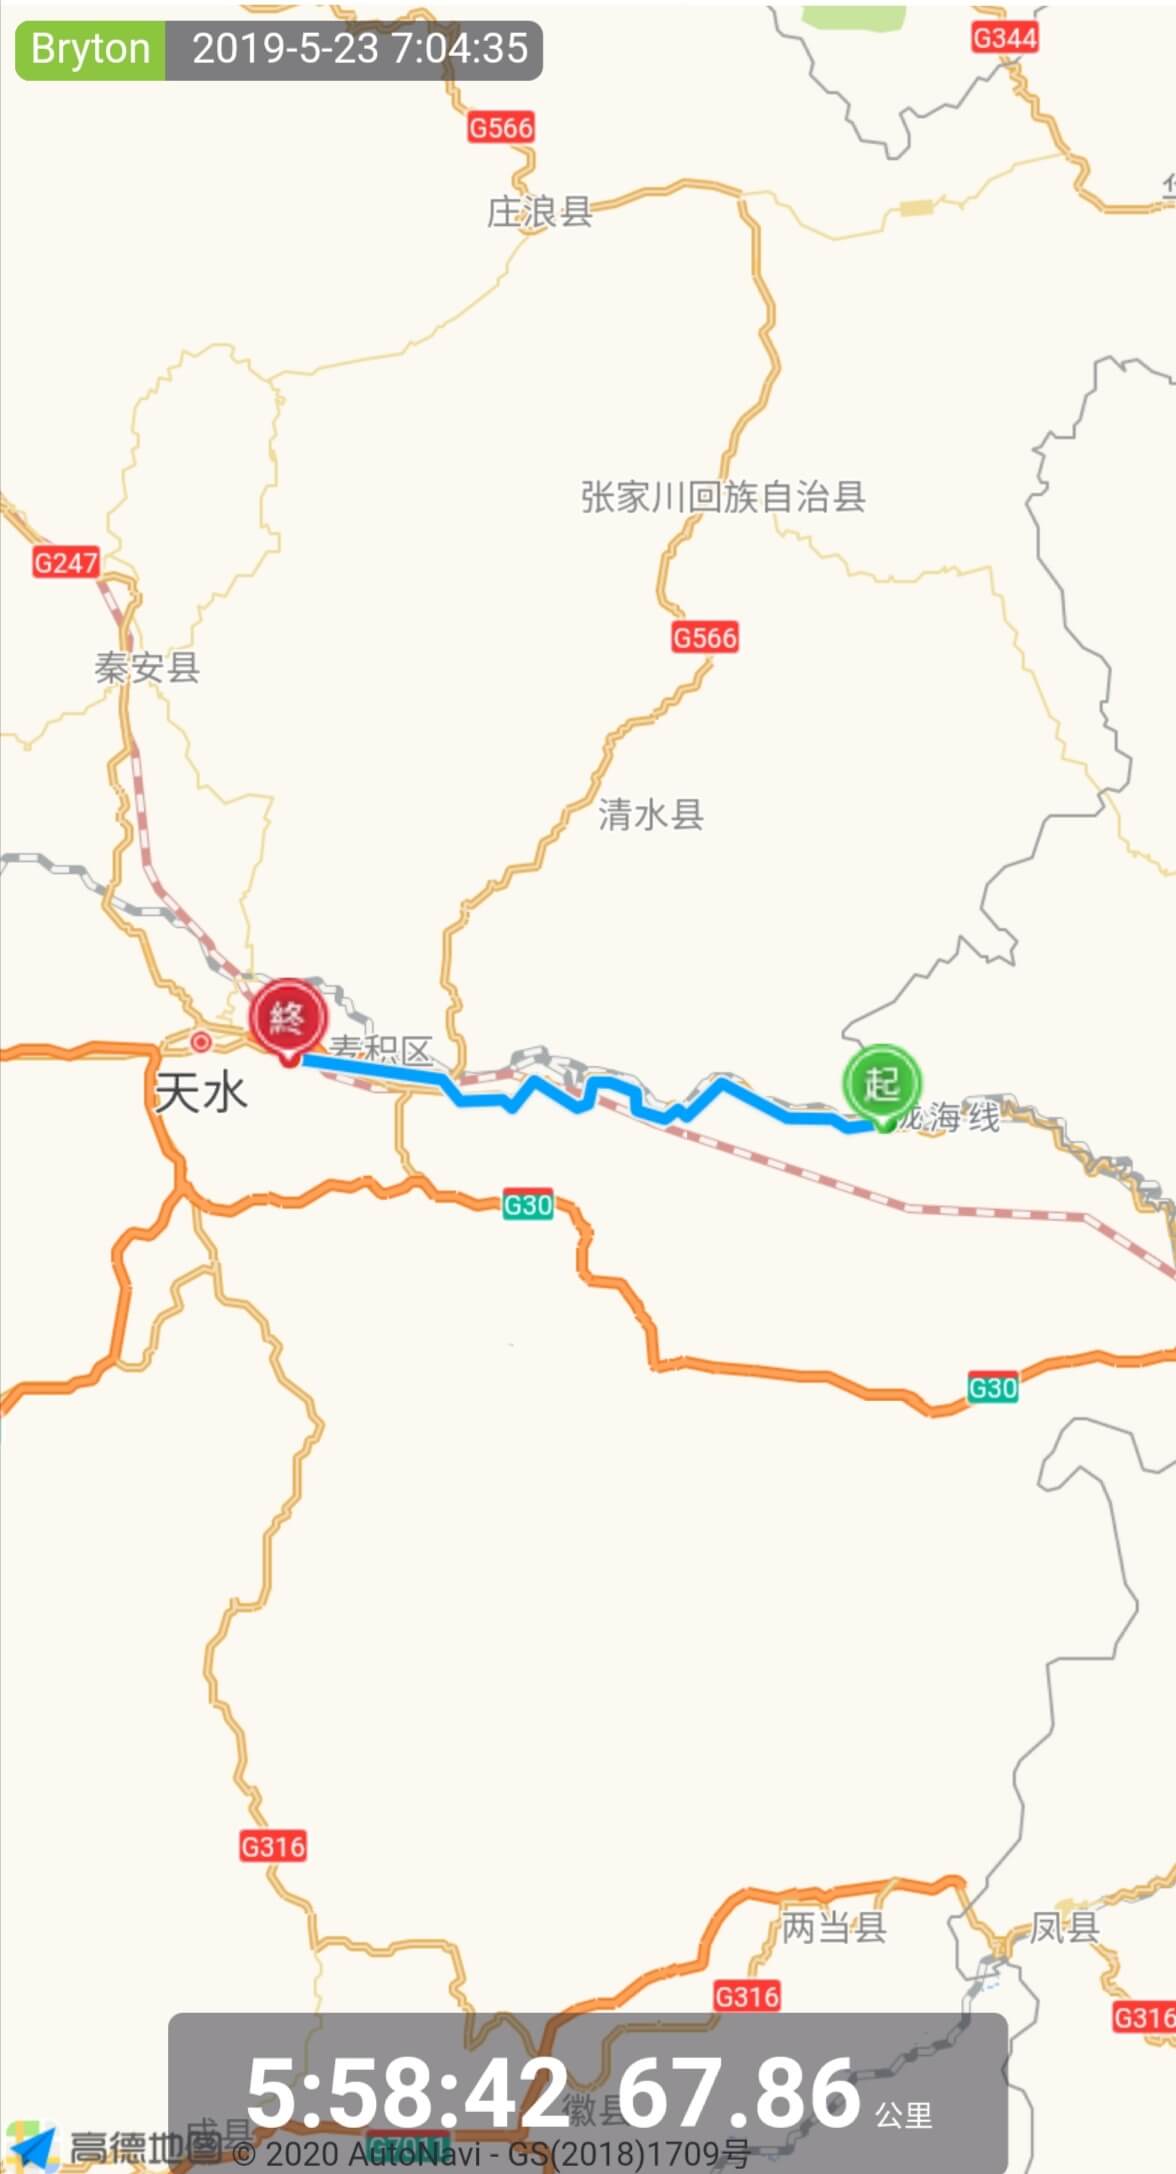 Bryton 2019-5-23 7:04:35
G344
G566
庄浪县
张家川回族自治县
G247
G566
秦安县
清水县
終
麦积区
起
陇海线
天水
G30
G30
G316
两当县
凤县
G316
G316
5:58:42 67.86 公里
徽县
成县
G7011
高德地图 © 2020 AutoNavi - GS(2018)1709号